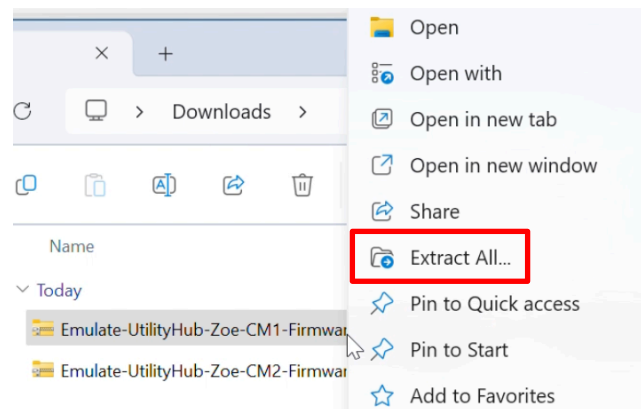 Downloads
Name
Today
Emulate-UtilityHub-Zoe-CM1-Firmwar
Emulate-UtilityHub-Zoe-CM2-Firmwar
Open
Open with
Open in new tab
Open in new window
Share
Extract All...
Pin to Quick access
Pin to Start
Add to Favorites